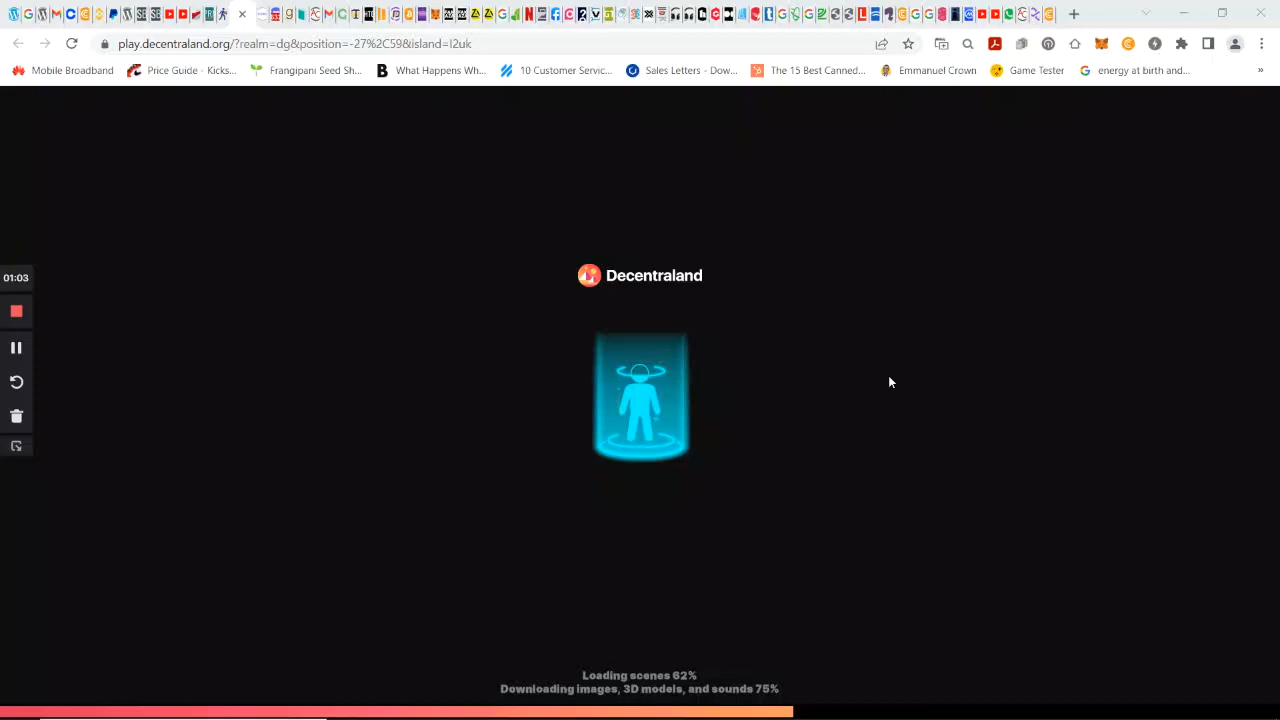 play.decentraland.org/?realm=dg&position=-27%2C59&island=I2uk
Mobile Broadband
Price Guide - Kicks...
Frangipani Seed Sh...
What Happens Wh...
10 Customer Servic...
Sales Letters - Dow...
The 15 Best Canned...
Emmanuel Crown
Game Tester
energy at birth and...
»
01:03
Decentraland
Loading scenes 62%
Downloading images, 3D models, and sounds 75%